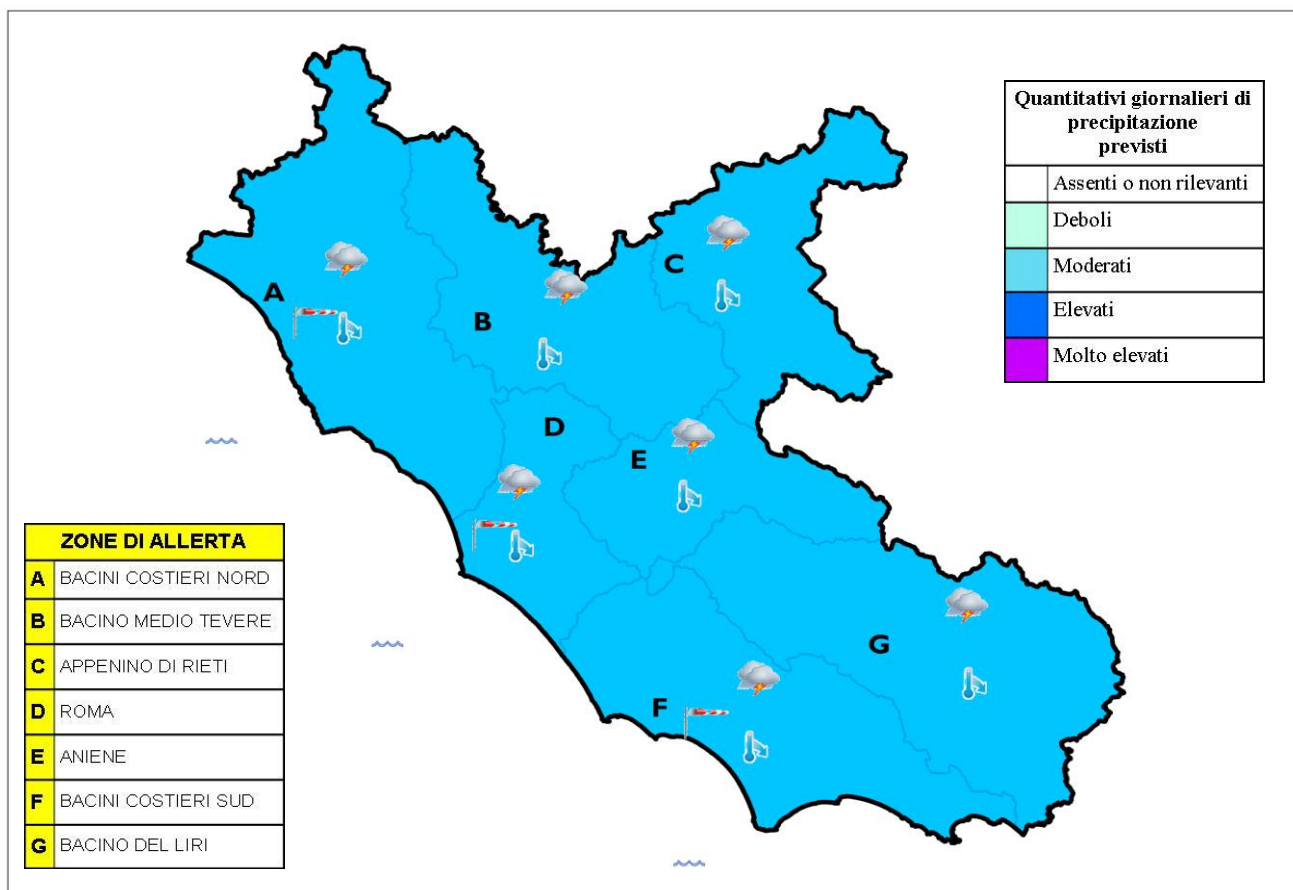 Quantitativi giornalieri di
precipitazione
previsti
Assenti o non rilevanti
Deboli
Moderati
Elevati
Molto elevati
A
B
C
D
E
F
G
ZONE DI ALLERTA
A BACINI COSTIERI NORD
B BACINO MEDIO TEVERE
C APPENINO DI RIETI
D ROMA
E ANIENE
F BACINI COSTIERI SUD
G BACINO DEL LIRI